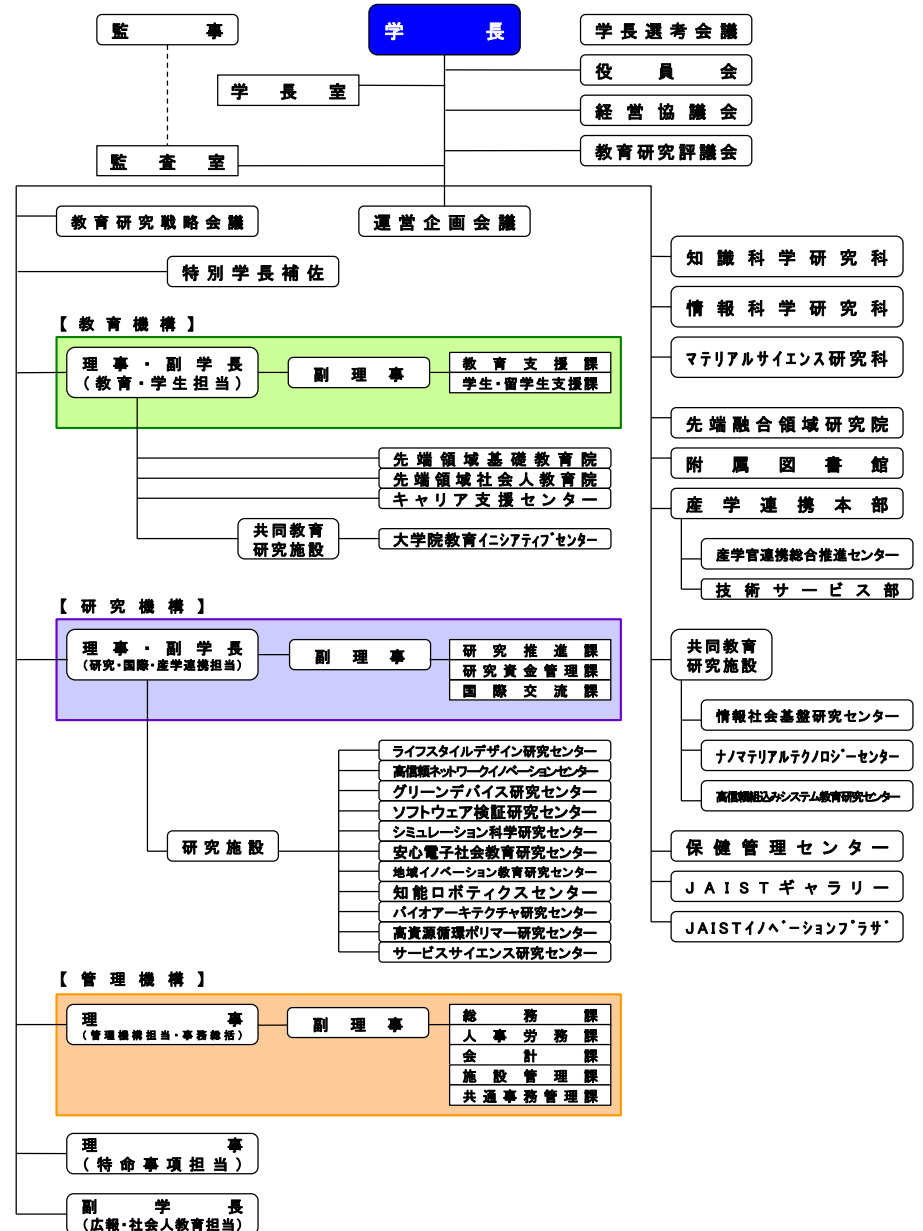 監事
学長
学長選考会議
役員会
学長室
経営協議会
教育研究評議会
監査室
教育研究戦略会議
運営企画会議
特別学長補佐
【教育機構】
理事・副学長
(教育・学生担当)
副理事
教育支援課
学生・留学生支援課
先端領域基礎教育院
先端領域社会人教育院
キャリア支援センター
共同教育
研究施設
大学院教育イニシアティブセンター
【研究機構】
理事・副学長
(研究・国際・産学連携担当)
副理事
研究推進課
研究資金管理課
国際交流課
研究施設
ライフスタイルデザイン研究センター
高信頼ネットワークイノベーションセンター
グリーンデバイス研究センター
ソフトウェア検証研究センター
シミュレーション科学研究センター
安心電子社会教育研究センター
地域イノベーション教育研究センター
知能ロボティクスセンター
バイオアーキテクチャ研究センター
高資源循環ポリマー研究センター
サービスサイエンス研究センター
【管理機構】
理事
(管理機構担当・事務総括)
副理事
総務課
人事労務課
会計課
施設管理課
共通事務管理課
理事
(特命事項担当)
副学長
(広報・社会人教育担当)
知識科学研究科
情報科学研究科
マテリアルサイエンス研究科
先端融合領域研究院
附属図書館
産学連携本部
産学官連携総合推進センター
技術サービス部
共同教育
研究施設
情報社会基盤研究センター
ナノマテリアルテクノロジーセンター
高信頼組込みシステム教育研究センター
保健管理センター
JAISTギャラリー
JAISTイノベーションプラザ